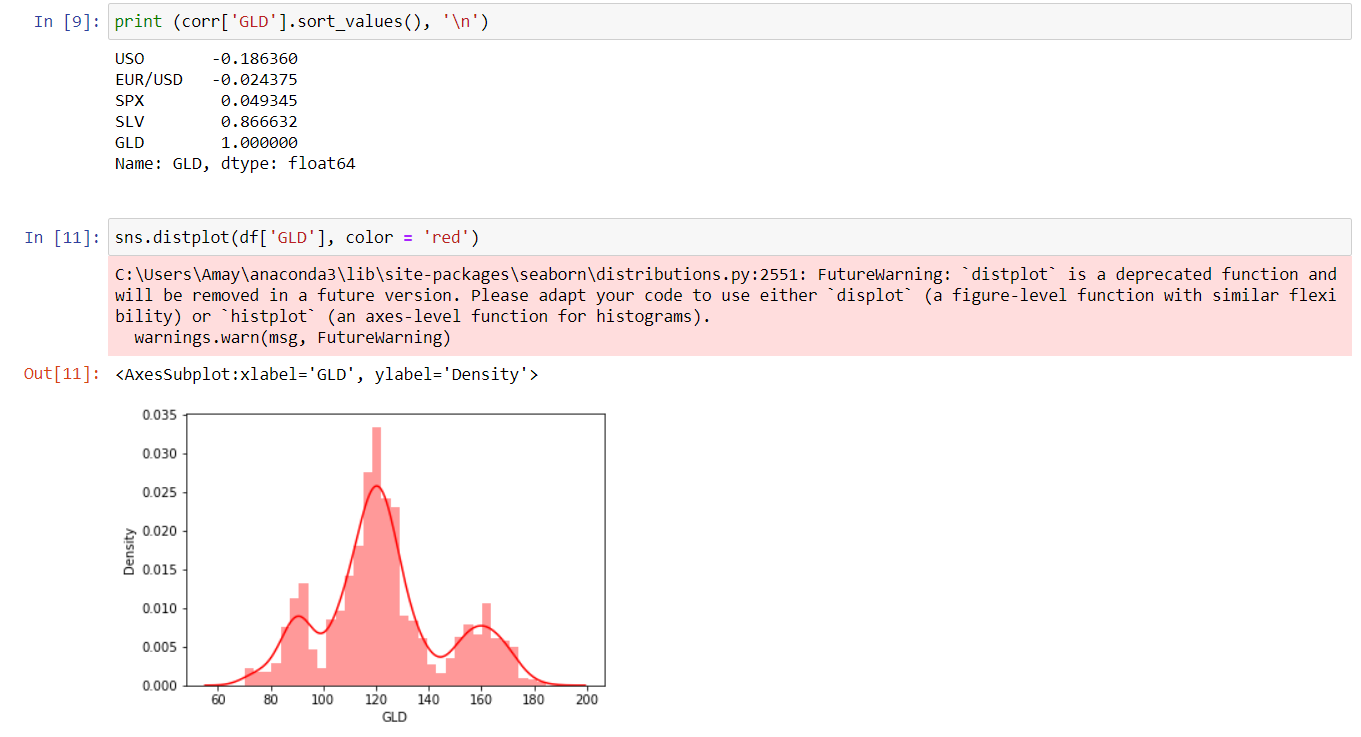 In [9]: print (corr['GLD'].sort_values(), '\n')
USO       -0.186360
EUR/USD   -0.024375
SPX        0.049345
SLV        0.866632
GLD        1.000000
Name: GLD, dtype: float64
In [11]: sns.distplot(df['GLD'], color = 'red')
C:\Users\Amay\anaconda3\lib\site-packages\seaborn\distributions.py:2551: FutureWarning: `distplot` is a deprecated function and
will be removed in a future version. Please adapt your code to use either `displot` (a figure-level function with similar flexi
bility) or `histplot` (an axes-level function for histograms).
  warnings.warn(msg, FutureWarning)
Out[11]: <AxesSubplot:xlabel='GLD', ylabel='Density'>
0.035
0.030
0.025
0.020
0.015
0.010
0.005
0.000
Density
60 80 100 120 140 160 180 200
GLD